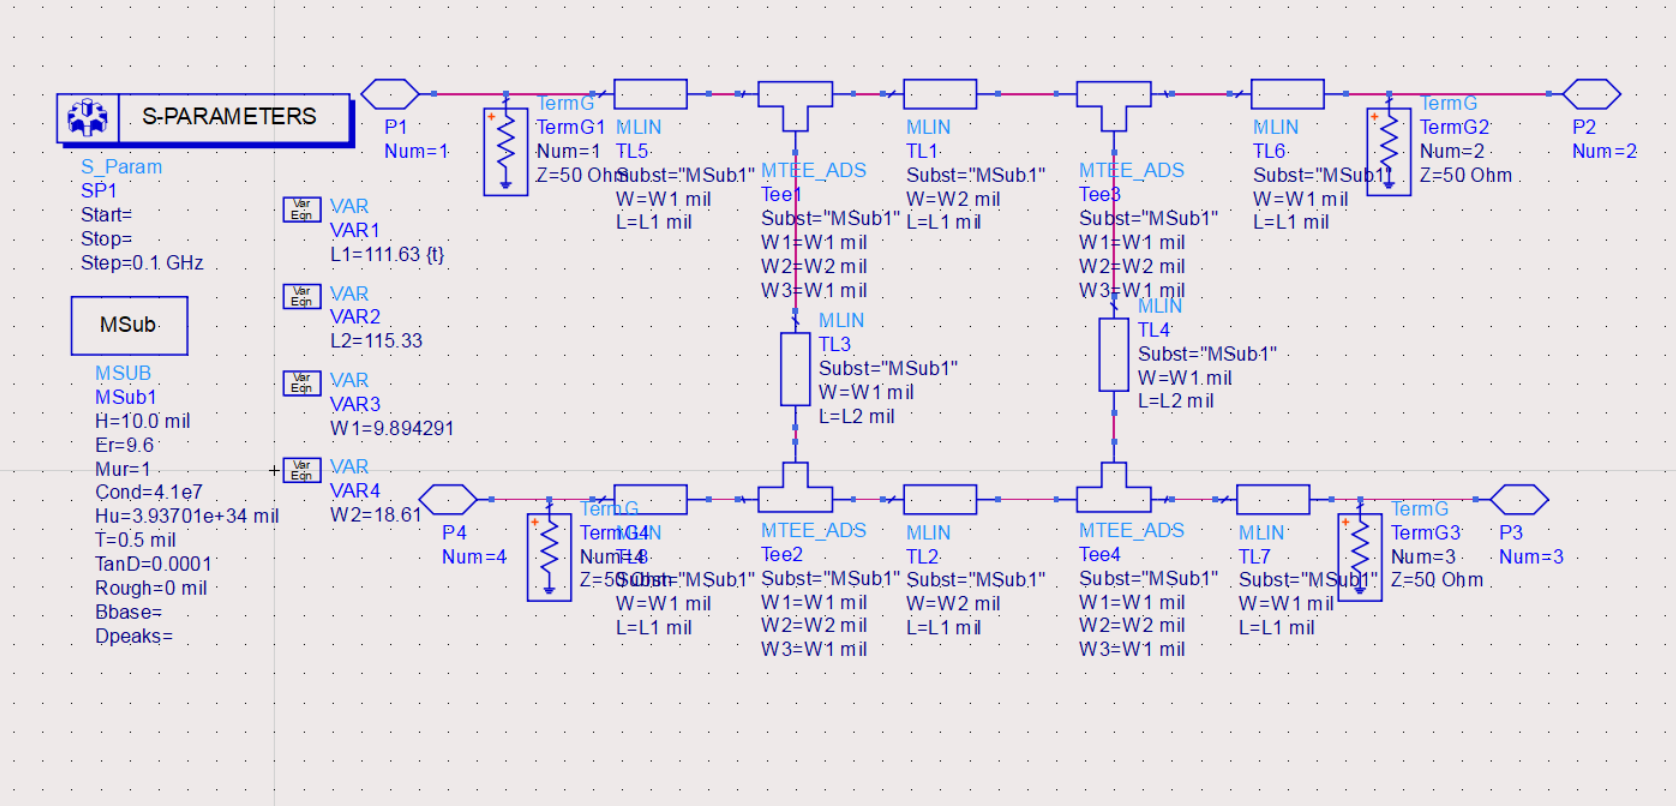 S-PARAMETERS
S_Param
SP1
Start=
Stop=
Step=0.1 GHz
MSub
MSUB
MSub1
H=10.0 mil
Er=9.6
Mur=1
Cond=4.1e7
Hu=3.93701e+34 mil
T=0.5 mil
TanD=0.0001
Rough=0 mil
Bbase=
Dpeaks=
Var
Eqn
VAR
VAR1
L1=111.63 {t}
Var
Eqn
VAR
VAR2
L2=115.33
Var
Eqn
VAR
VAR3
W1=9.894291
Var
Eqn
VAR
VAR4
W2=18.61
P1
Num=1
TermG
TermG1
Num=1
Z=50 Ohm
MLIN
TL5
Subst="MSub1"
W=W1 mil
L=L1 mil
MTEE_ADS
Tee1
Subst="MSub1"
W1=W1 mil
W2=W2 mil
W3=W1 mil
MLIN
TL1
Subst="MSub1"
W=W2 mil
L=L1 mil
MTEE_ADS
Tee3
Subst="MSub1"
W1=W1 mil
W2=W2 mil
W3=W1 mil
MLIN
TL6
Subst="MSub1"
W=W1 mil
L=L1 mil
TermG
TermG2
Num=2
Z=50 Ohm
P2
Num=2
MLIN
TL3
Subst="MSub1"
W=W1 mil
L=L2 mil
MLIN
TL4
Subst="MSub1"
W=W1 mil
L=L2 mil
P4
Num=4
TermG
TermG4
Num=4
Z=50 Ohm
MLIN
TL8
Subst="MSub1"
W=W1 mil
L=L1 mil
MTEE_ADS
Tee2
Subst="MSub1"
W1=W1 mil
W2=W2 mil
W3=W1 mil
MLIN
TL2
Subst="MSub1"
W=W2 mil
L=L1 mil
MTEE_ADS
Tee4
Subst="MSub1"
W1=W1 mil
W2=W2 mil
W3=W1 mil
MLIN
TL7
Subst="MSub1"
W=W1 mil
L=L1 mil
TermG
TermG3
Num=3
Z=50 Ohm
P3
Num=3